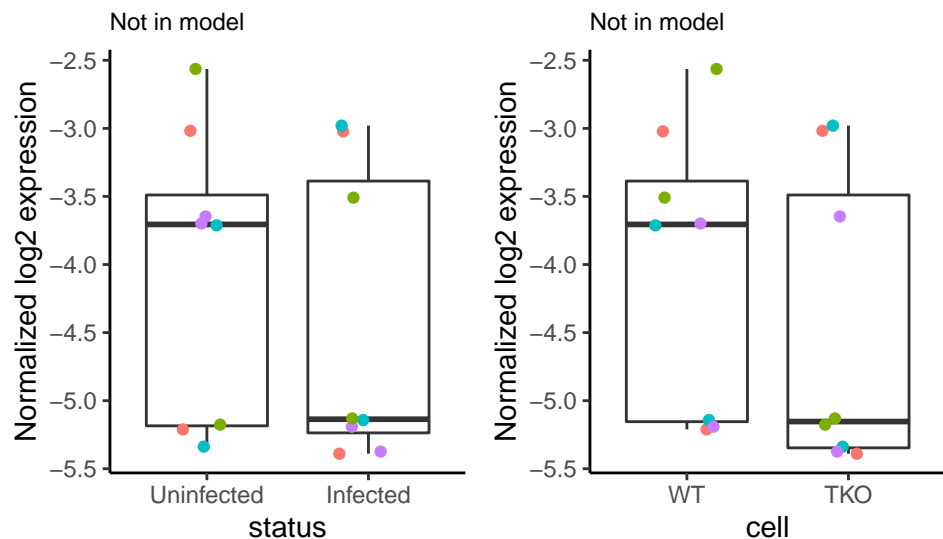 Not in model
Normalized log2 expression
−2.5
−3.0
−3.5
−4.0
−4.5
−5.0
−5.5
Uninfected Infected
status
Not in model
Normalized log2 expression
−2.5
−3.0
−3.5
−4.0
−4.5
−5.0
−5.5
WT TKO
cell